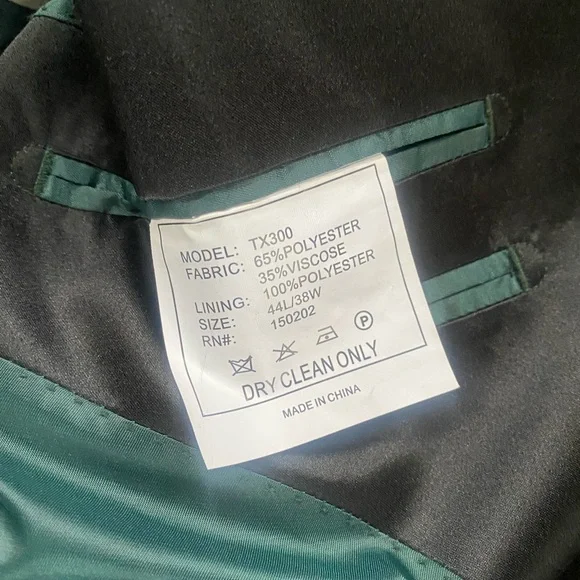 MODEL: TX300
FABRIC: 65%POLYESTER
35%VISCOSE
LINING: 100%POLYESTER
SIZE: 44L/38W
RN#: 150202
P
DRY CLEAN ONLY
MADE IN CHINA